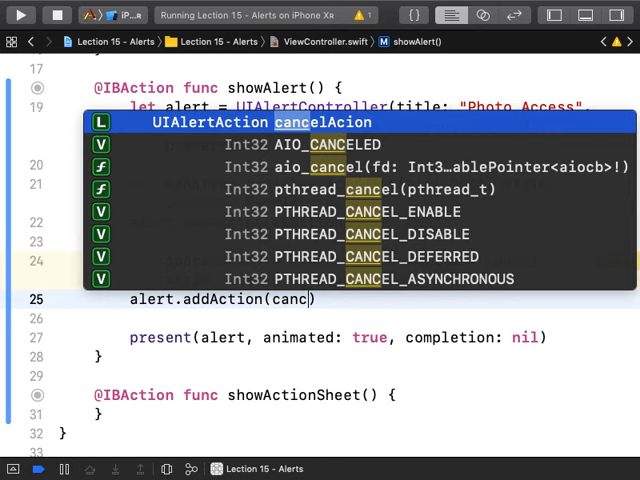 iP... Running Lection 15 - Alerts on iPhone Xʀ 1
Lection 15 - Alerts Lection 15 - Alerts ViewController.swift M showAlert()
17
18 @IBAction func showAlert() {
19 let alert = UIAlertController(title: "Photo Access",
L UIAlertAction cancelAcion
V Int32 AIO_CANCELED
20 f Int32 aio_cancel(fd: Int3...ablePointer<aiocb>!)
21 f Int32 pthread_cancel(pthread_t)
V Int32 PTHREAD_CANCEL_ENABLE
22
23 V Int32 PTHREAD_CANCEL_DISABLE
24 V Int32 PTHREAD_CANCEL_DEFERRED
V Int32 PTHREAD_CANCEL_ASYNCHRONOUS
25 alert.addAction(canc)
26
27 present(alert, animated: true, completion: nil)
28 }
29
30 @IBAction func showActionSheet() {
31 }
32 }
33
Lection 15 - Alerts